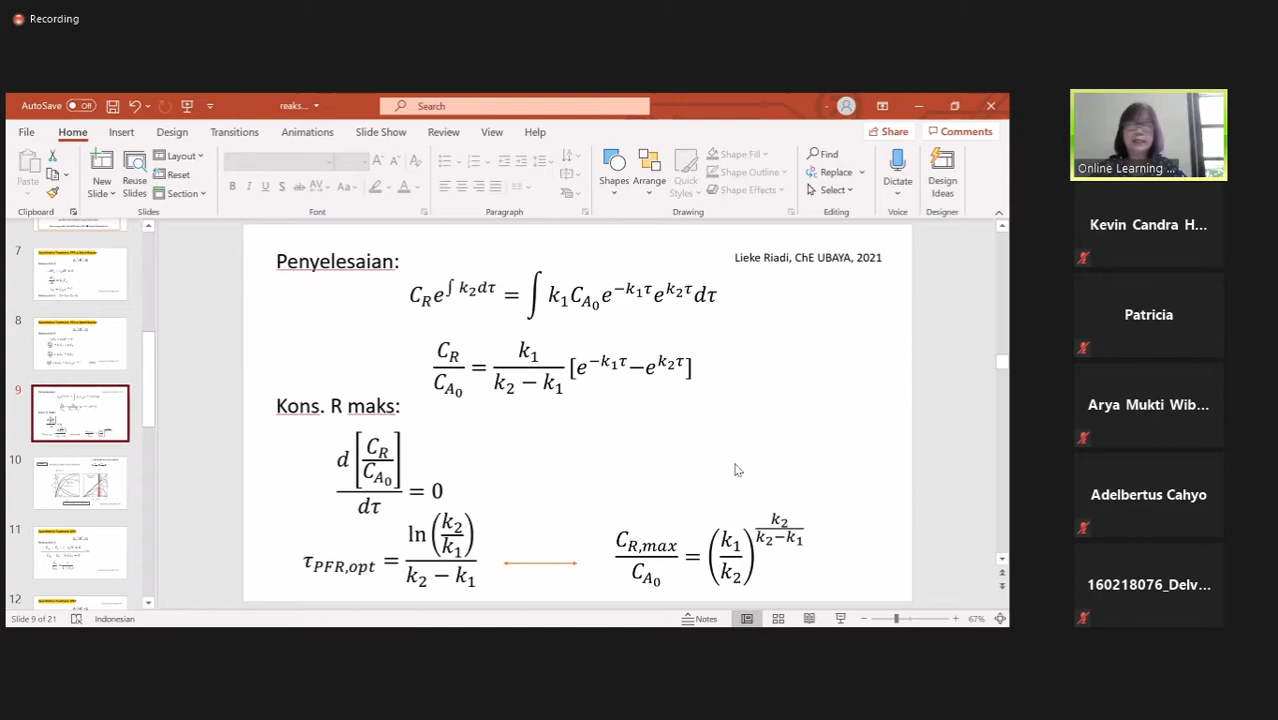 Recording
AutoSave Off
reaks...
Search
File Home Insert Design Transitions Animations Slide Show Review View Help
Share Comments
Paste
New Slide
Reuse Slides
Layout
Reset
Section
Shapes
Arrange
Quick Styles
Shape Fill
Shape Outline
Shape Effects
Find
Replace
Select
Dictate
Design Ideas
Clipboard Slides Font Paragraph Drawing Editing Voice Designer
7
8
9
10
11
12
Penyelesaian:
Lieke Riadi, ChE UBAYA, 2021
C_R e^{∫ k_2 dτ} = ∫ k_1 C_{A_0} e^{−k_1 τ} e^{k_2 τ} dτ
C_R / C_{A_0} = k_1 / (k_2 − k_1) [e^{−k_1 τ} − e^{k_2 τ}]
Kons. R maks:
d[C_R / C_{A_0}] / dτ = 0
τ_{PFR,opt} = ln(k_2 / k_1) / (k_2 − k_1)
C_{R,max} / C_{A_0} = (k_1 / k_2)^{k_2 / (k_2 − k_1)}
Slide 9 of 21
Indonesian
Notes
67%
Online Learning ...
Kevin Candra H...
Patricia
Arya Mukti Wib...
Adelbertus Cahyo
160218076_Delv...